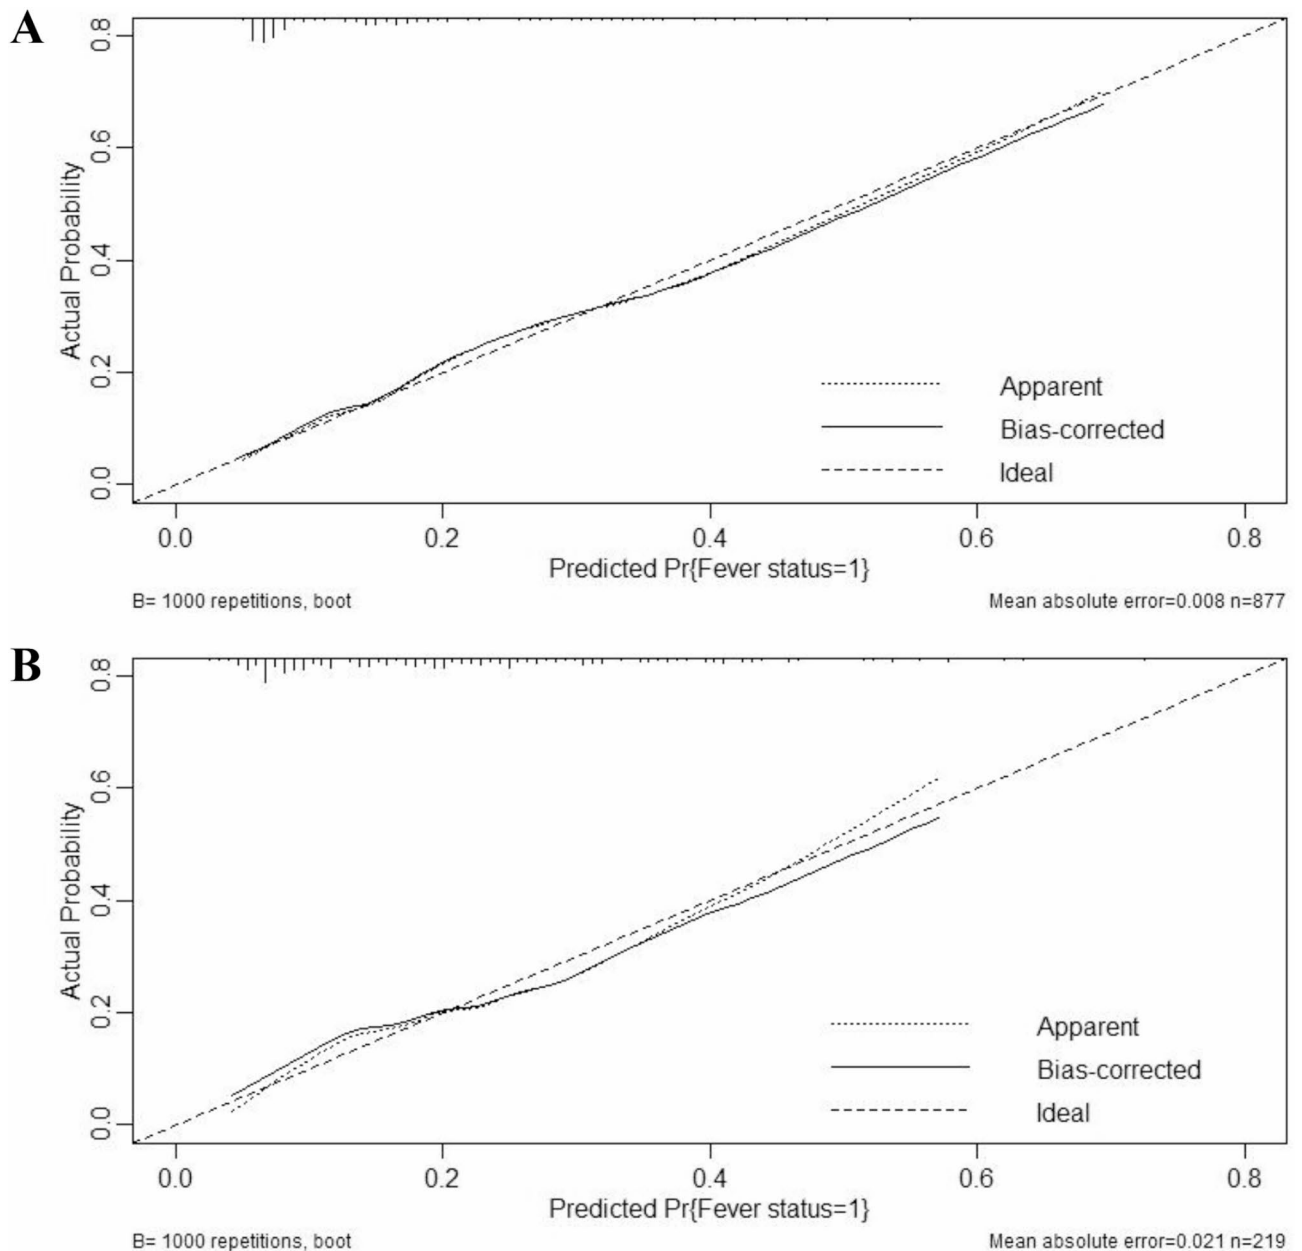 A
0.8
0.6
0.4
0.2
0.0
Actual Probability
Apparent
Bias-corrected
Ideal
0.0 0.2 0.4 0.6 0.8
Predicted Pr{Fever status=1}
B= 1000 repetitions, boot
Mean absolute error=0.008 n=877
B
0.8
0.6
0.4
0.2
0.0
Actual Probability
Apparent
Bias-corrected
Ideal
0.0 0.2 0.4 0.6 0.8
Predicted Pr{Fever status=1}
B= 1000 repetitions, boot
Mean absolute error=0.021 n=219